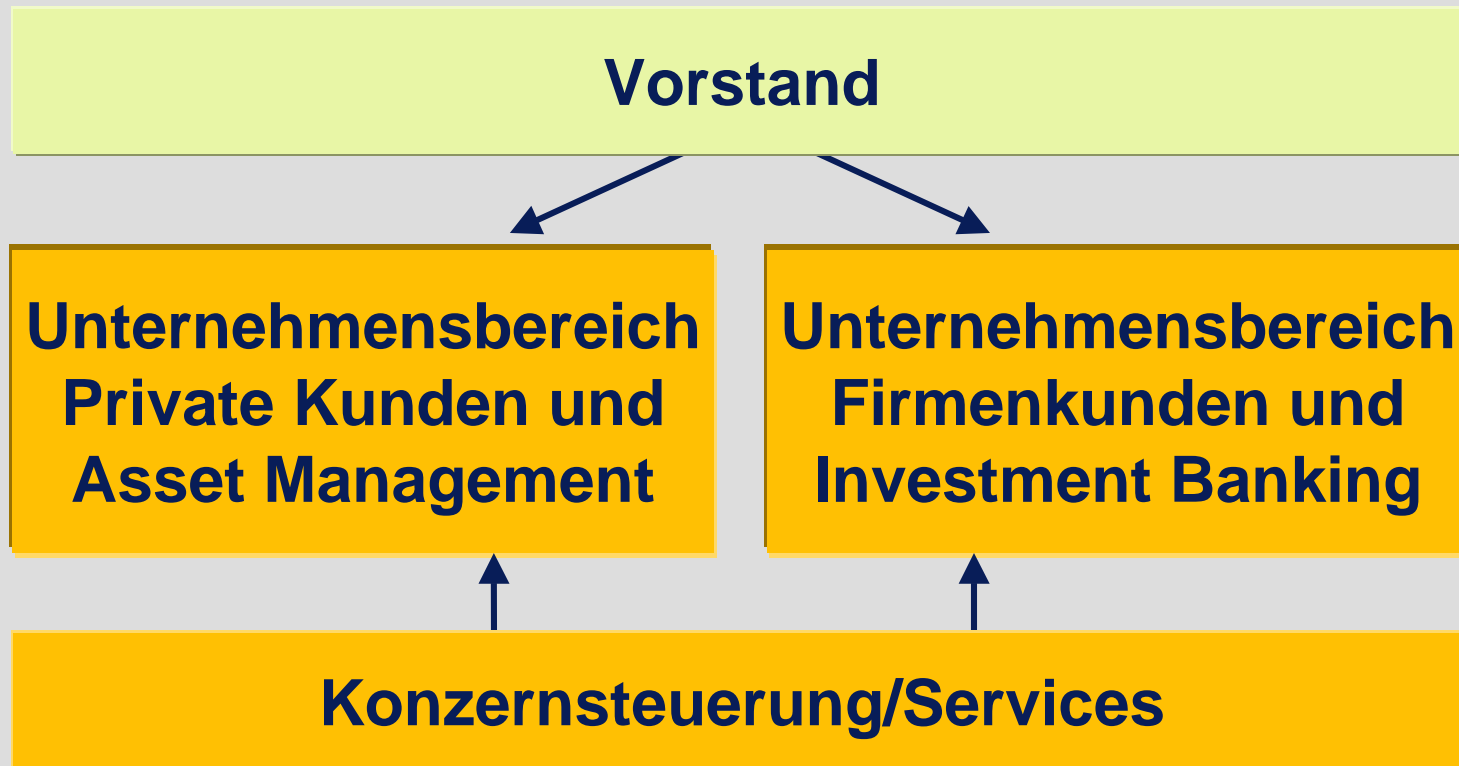 Vorstand
Unternehmensbereich
Private Kunden und
Asset Management
Unternehmensbereich
Firmenkunden und
Investment Banking
Konzernsteuerung/Services